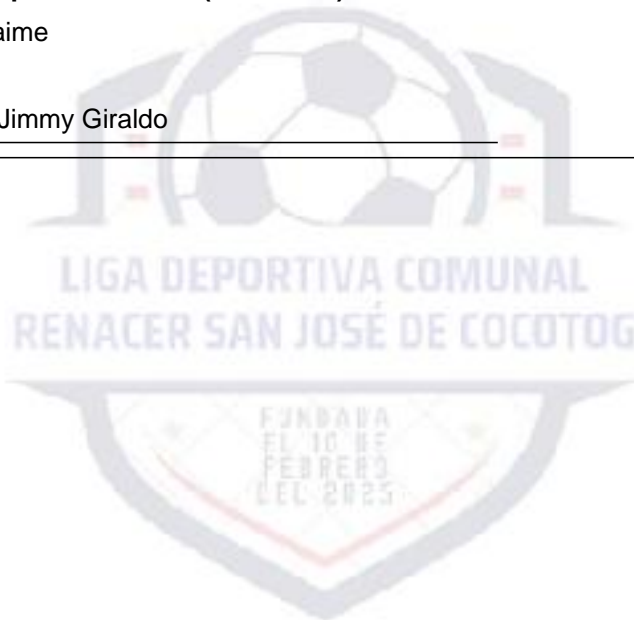 aime
Jimmy Giraldo
LIGA DEPORTIVA COMUNAL
RENACER SAN JOSÉ DE COCOTOG
FUNDADA
EL 10 DE
FEBRERO
DEL 2025